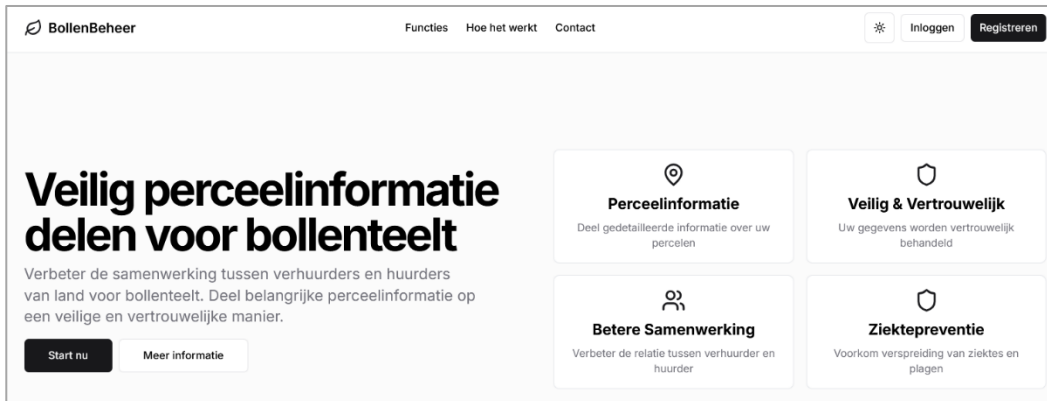 BollenBeheer
Functies Hoe het werkt Contact
Inloggen Registreren
Veilig perceelinformatie
delen voor bollenteelt
Verbeter de samenwerking tussen verhuurders en huurders
van land voor bollenteelt. Deel belangrijke perceelinformatie op
een veilige en vertrouwelijke manier.
Start nu Meer informatie
Perceelinformatie
Deel gedetailleerde informatie over uw
percelen
Veilig & Vertrouwelijk
Uw gegevens worden vertrouwelijk
behandeld
Betere Samenwerking
Verbeter de relatie tussen verhuurder en
huurder
Ziektepreventie
Voorkom verspreiding van ziektes en
plagen